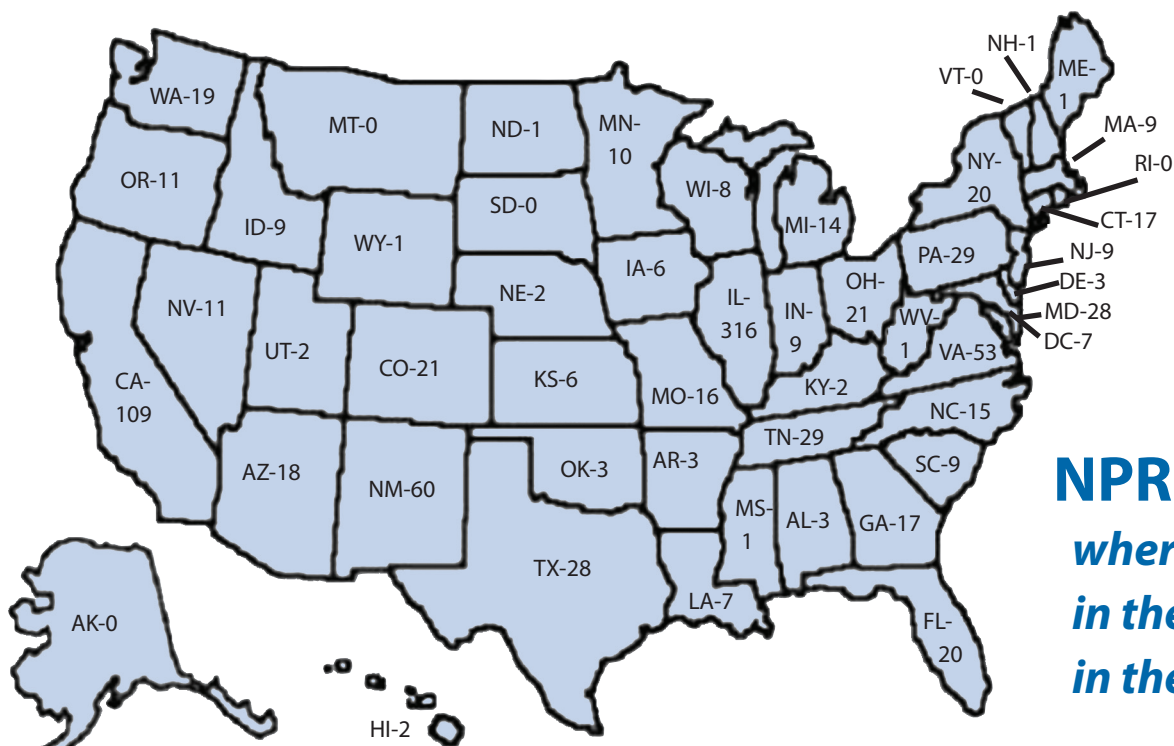 NH-1
VT-0
ME-
1
WA-19
MT-0
ND-1
MN-
10
MA-9
RI-0
OR-11
ID-9
WY-1
SD-0
WI-8
MI-14
NY-
20
CT-17
NJ-9
DE-3
MD-28
DC-7
NV-11
UT-2
CO-21
NE-2
IA-6
IL-
316
IN-
9
OH-
21
PA-29
WV-
1
VA-53
CA-
109
KS-6
MO-16
KY-2
NC-15
TN-29
AZ-18
NM-60
OK-3
AR-3
SC-9
MS-
1
AL-3
GA-17
TX-28
LA-7
FL-
20
AK-0
HI-2
NPR
wher
in the
in the